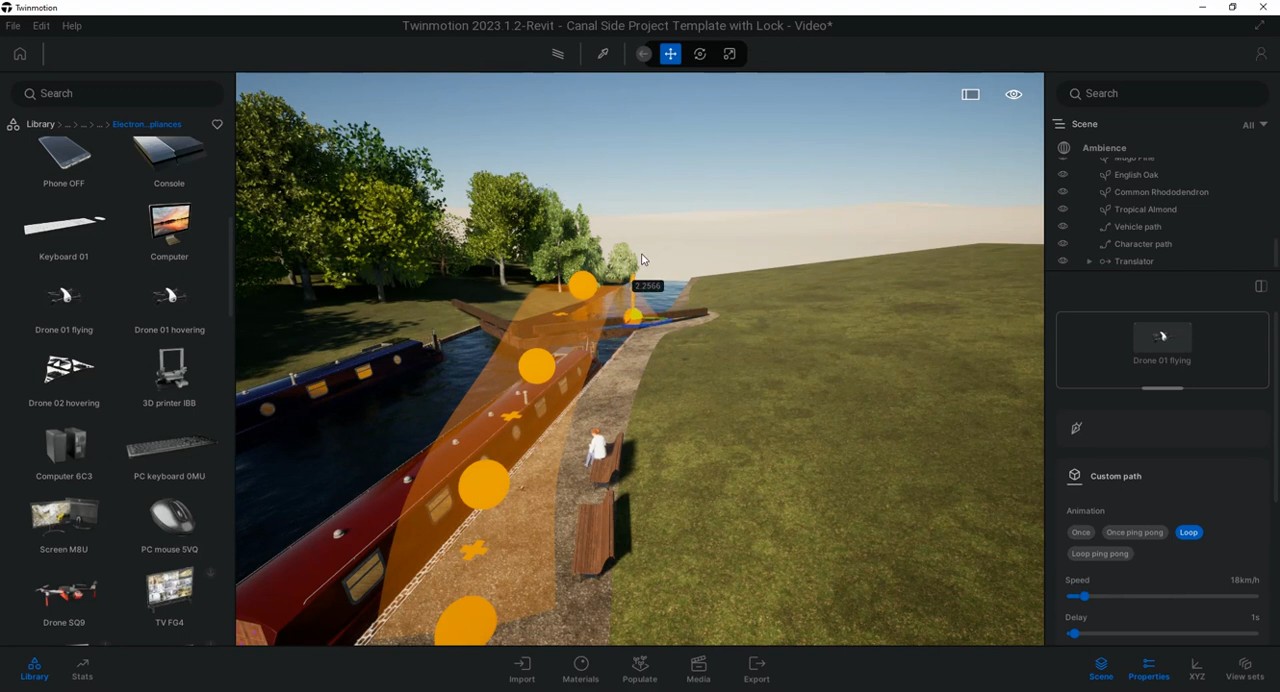 Twinmotion
File Edit Help
Twinmotion 2023.1.2-Revit - Canal Side Project Template with Lock - Video*
Search
Library > ... > ... > ... > Electron...pliances
Phone OFF Console
Keyboard 01 Computer
Drone 01 flying Drone 01 hovering
Drone 02 hovering 3D printer IBB
Computer 6C3 PC keyboard 0MU
Screen M8U PC mouse 5VQ
Drone SQ9 TV FG4
2.2566
Search
Scene All
Ambience
Mugo Pine
English Oak
Common Rhododendron
Tropical Almond
Vehicle path
Character path
Translator
Drone 01 flying
Custom path
Animation
Once Once ping pong Loop
Loop ping pong
Speed 18km/h
Delay 1s
Library Stats Import Materials Populate Media Export Scene Properties XYZ View sets